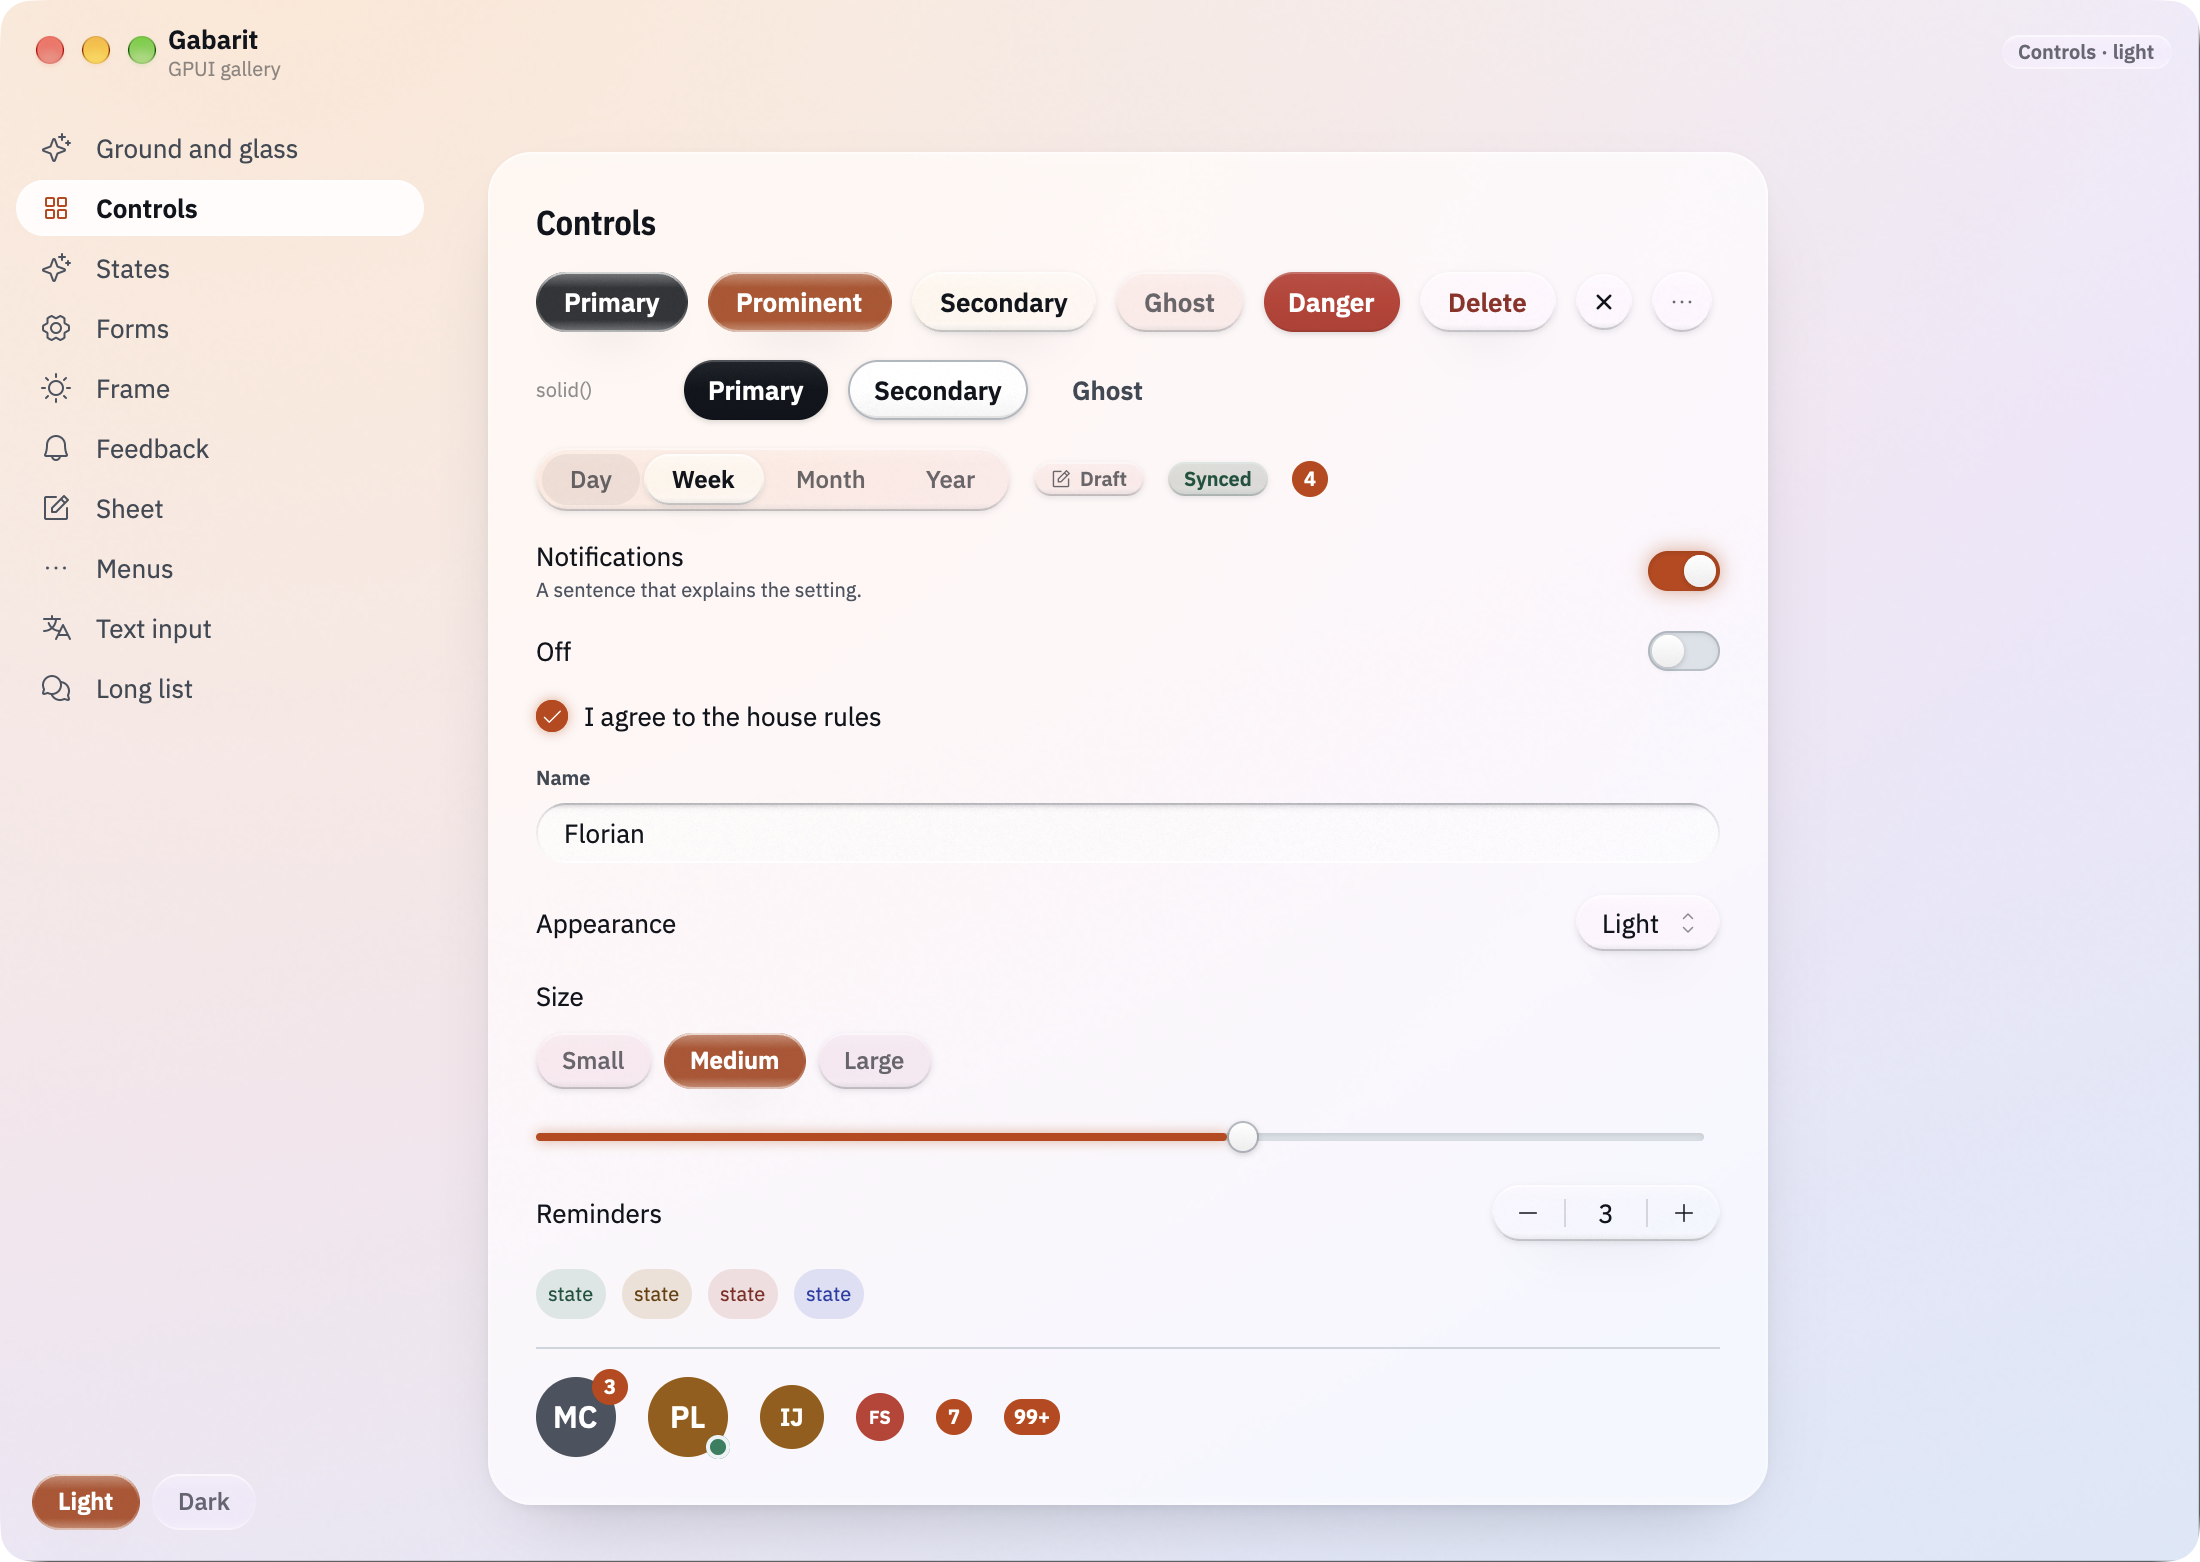 Gabarit
GPUI gallery
Controls · light
Ground and glass
Controls
States
Forms
Frame
Feedback
Sheet
Menus
Text input
Long list
Light Dark
Controls
Primary Prominent Secondary Ghost Danger Delete
solid() Primary Secondary Ghost
Day Week Month Year Draft Synced 4
Notifications
A sentence that explains the setting.
Off
I agree to the house rules
Name
Florian
Appearance Light
Size
Small Medium Large
Reminders 3
state state state state
MC 3 PL IJ FS 7 99+